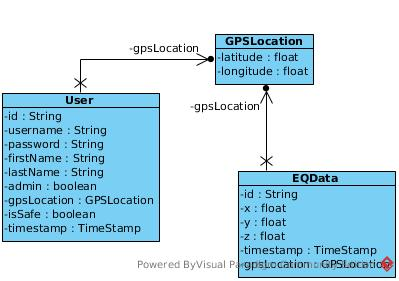 -gpsLocation
GPSLocation
-latitude : float
-longitude : float
-gpsLocation
User
-id : String
-username : String
-password : String
-firstName : String
-lastName : String
-admin : boolean
-gpsLocation : GPSLocation
-isSafe : boolean
-timestamp : TimeStamp
EQData
-id : String
-x : float
-y : float
-z : float
-timestamp : TimeStamp
-gpsLocation : GPSLocation
Powered ByVisual Paradigm Community